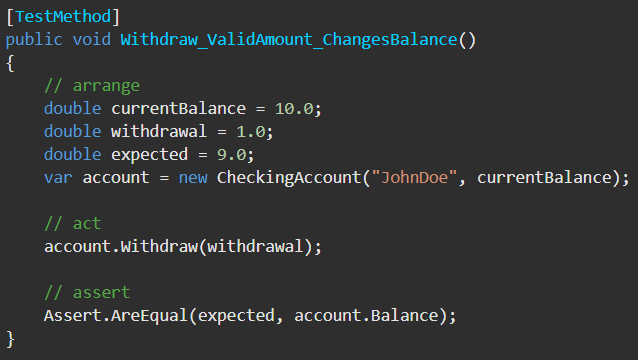 [TestMethod]
public void Withdraw_ValidAmount_ChangesBalance()
{
    // arrange
    double currentBalance = 10.0;
    double withdrawal = 1.0;
    double expected = 9.0;
    var account = new CheckingAccount("JohnDoe", currentBalance);

    // act
    account.Withdraw(withdrawal);

    // assert
    Assert.AreEqual(expected, account.Balance);
}